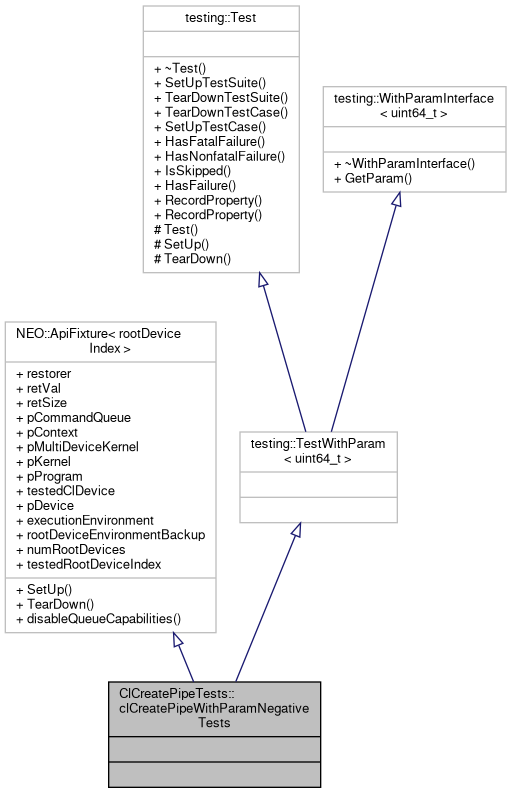 testing::Test
+ ~Test()
+ SetUpTestSuite()
+ TearDownTestSuite()
+ TearDownTestCase()
+ SetUpTestCase()
+ HasFatalFailure()
+ HasNonfatalFailure()
+ IsSkipped()
+ HasFailure()
+ RecordProperty()
+ RecordProperty()
# Test()
# SetUp()
# TearDown()
testing::WithParamInterface
< uint64_t >
+ ~WithParamInterface()
+ GetParam()
NEO::ApiFixture< rootDevice
Index >
+ restorer
+ retVal
+ retSize
+ pCommandQueue
+ pContext
+ pMultiDeviceKernel
+ pKernel
+ pProgram
+ testedClDevice
+ pDevice
+ executionEnvironment
+ rootDeviceEnvironmentBackup
+ numRootDevices
+ testedRootDeviceIndex
+ SetUp()
+ TearDown()
+ disableQueueCapabilities()
testing::TestWithParam
< uint64_t >
ClCreatePipeTests::
clCreatePipeWithParamNegative
Tests